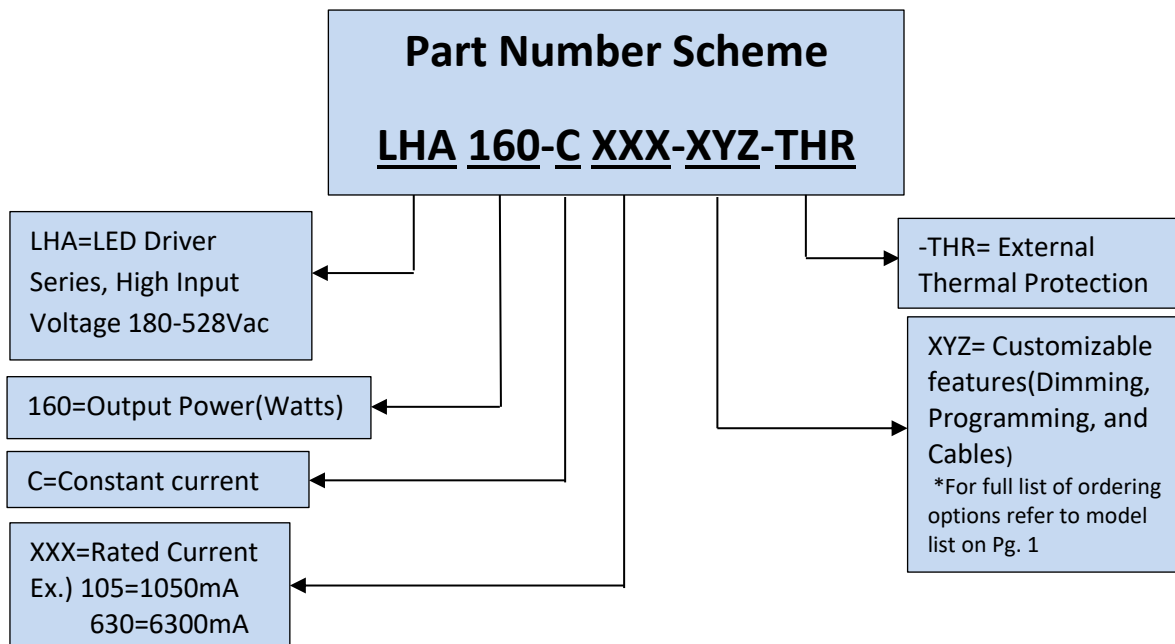 Part Number Scheme
LHA 160-C XXX-XYZ-THR
LHA=LED Driver
Series, High Input
Voltage 180-528Vac
160=Output Power(Watts)
C=Constant current
XXX=Rated Current
Ex.) 105=1050mA
630=6300mA
-THR= External
Thermal Protection
XYZ= Customizable
features(Dimming,
Programming, and
Cables)
*For full list of ordering
options refer to model
list on Pg. 1